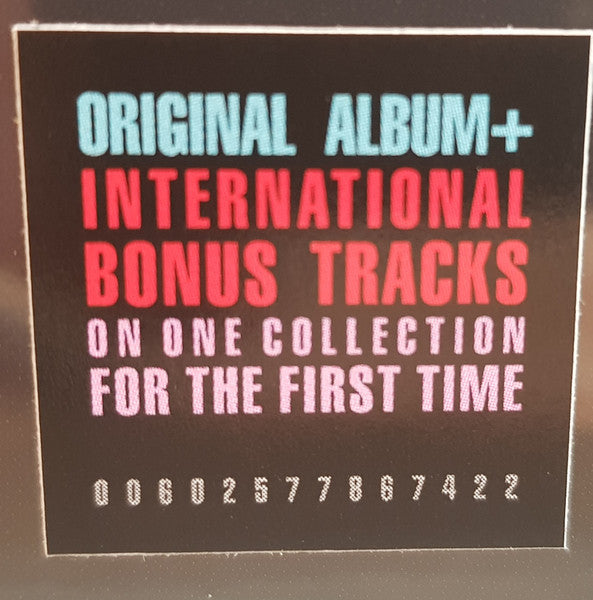 ORIGINAL ALBUM+
INTERNATIONAL
BONUS TRACKS
ON ONE COLLECTION
FOR THE FIRST TIME
00602577867422